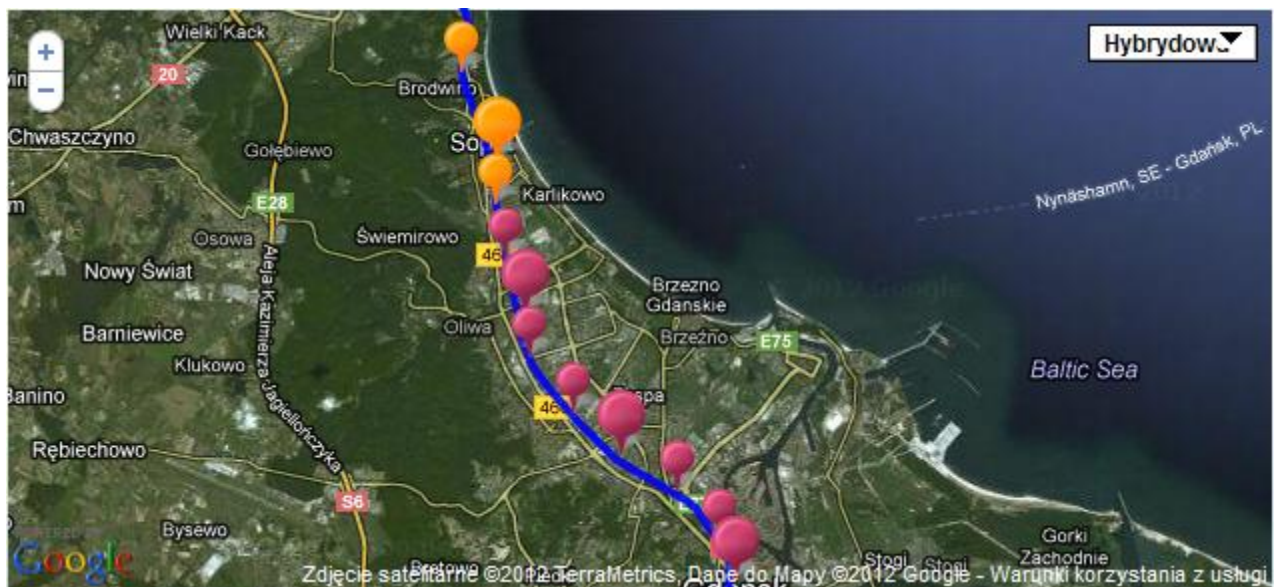 Wielki Kack
Hybrydowa
20
Brodwino
Chwaszczyno
Gołębiewo
Karlikowo
E28
Osowa
Świemirowo
46
Nowy Świat
Brzezno
Gdanskie
Barniewice
Oliwa
Brzeźno
E75
Klukowo
Aleja Kazimierza Jagiellończyka
Nynäshamn, SE - Gdańsk, PL
Baltic Sea
Banino
46
Rębiechowo
S6
Bysewo
Gorki
Zachodnie
Stogi
Stogi
Google
Zdjęcie satelitarne ©2012 TerraMetrics, Dane do Mapy ©2012 Google - Warunki korzystania z usługi